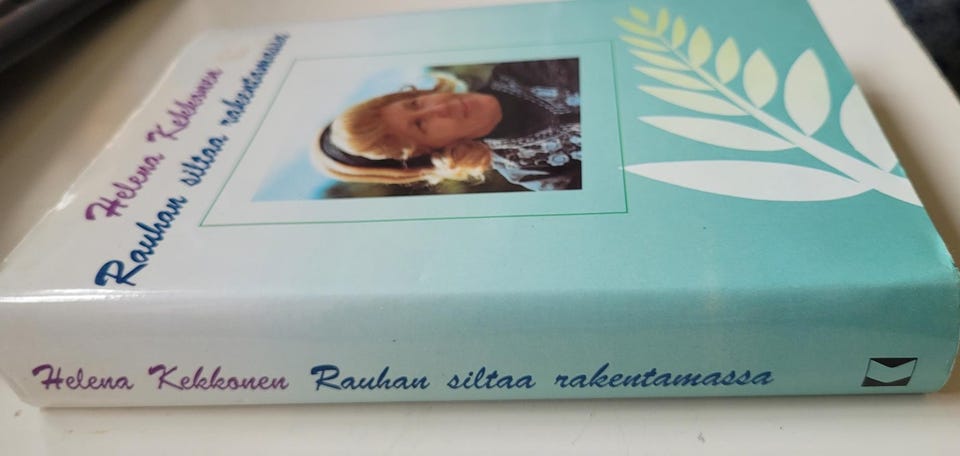 Helena Kekkonen
Rauhan siltaa rakentamassa
Helena Kekkonen Rauhan siltaa rakentamassa